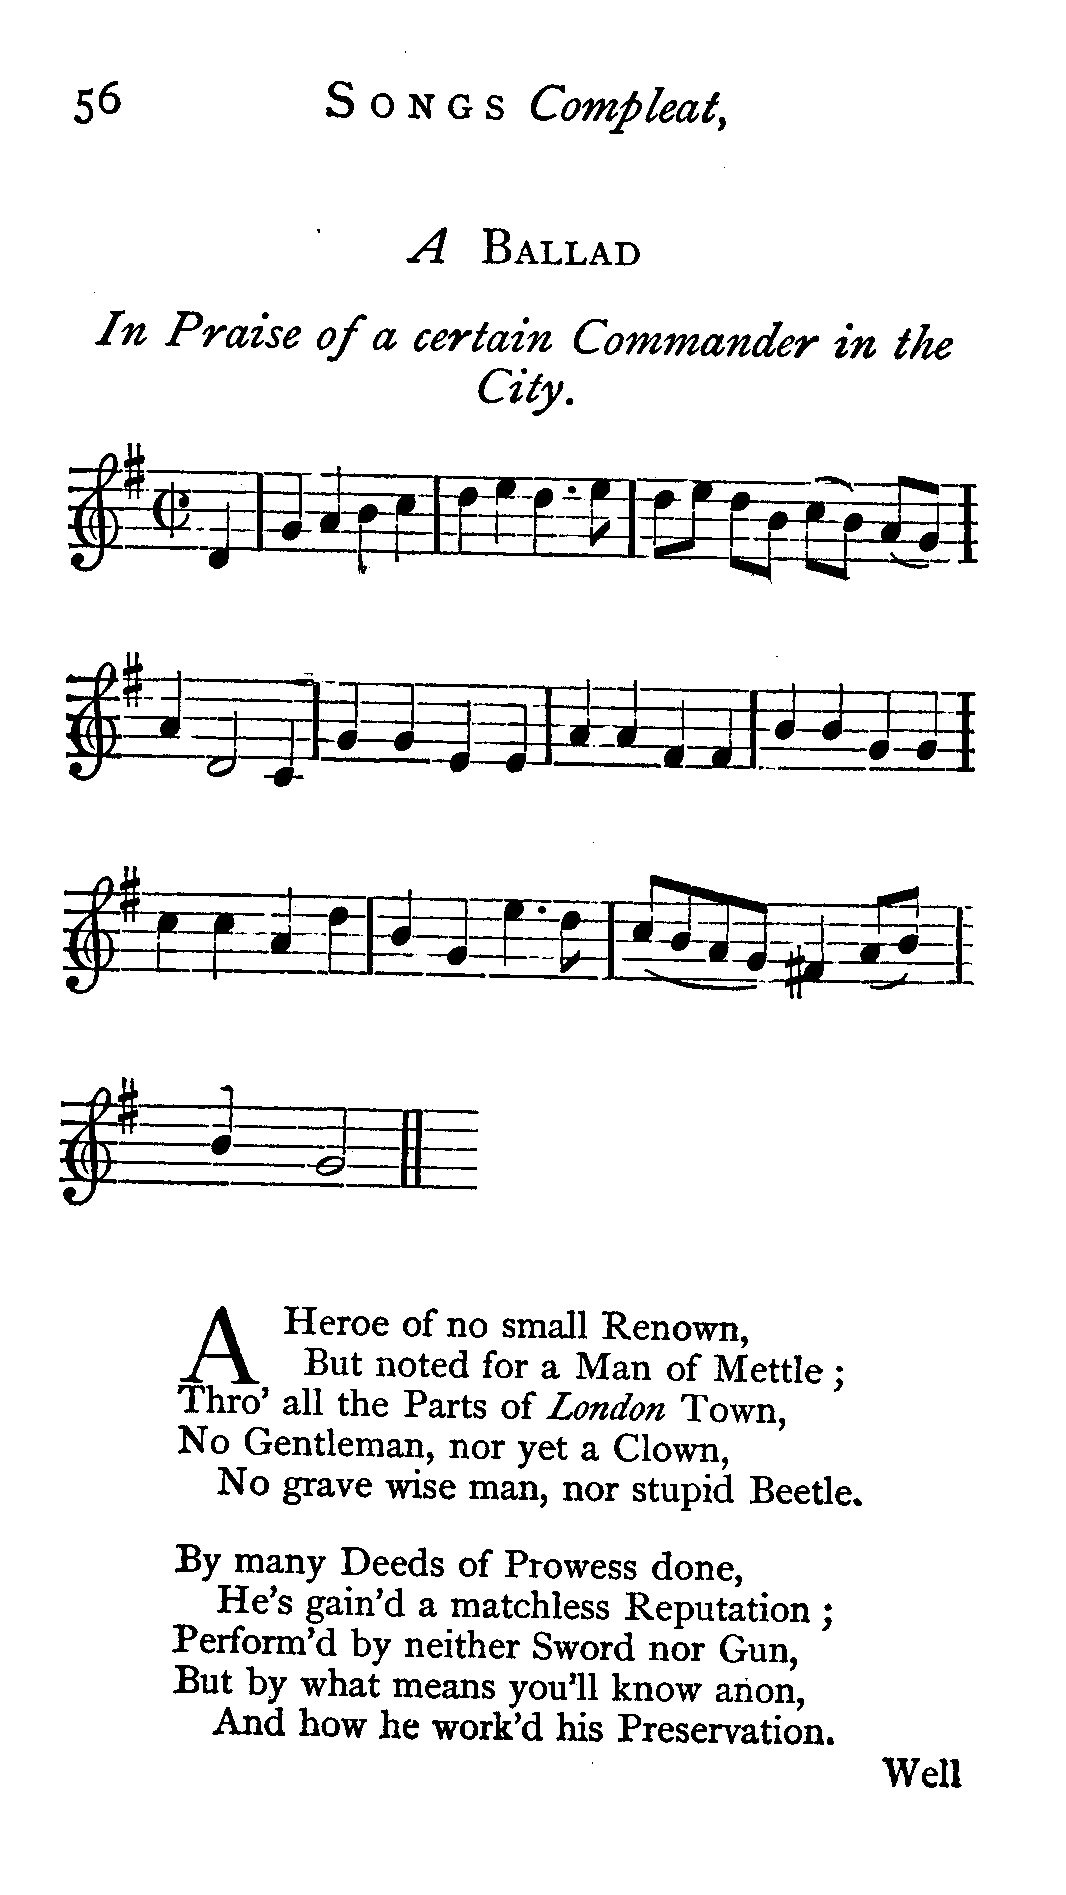 56 SONGS Compleat,
A BALLAD
In Praise of a certain Commander in the
City.
A Heroe of no small Renown,
But noted for a Man of Mettle ;
Thro' all the Parts of London Town,
No Gentleman, nor yet a Clown,
No grave wise man, nor stupid Beetle.
By many Deeds of Prowess done,
He's gain'd a matchless Reputation ;
Perform'd by neither Sword nor Gun,
But by what means you'll know anon,
And how he work'd his Preservation.
Well